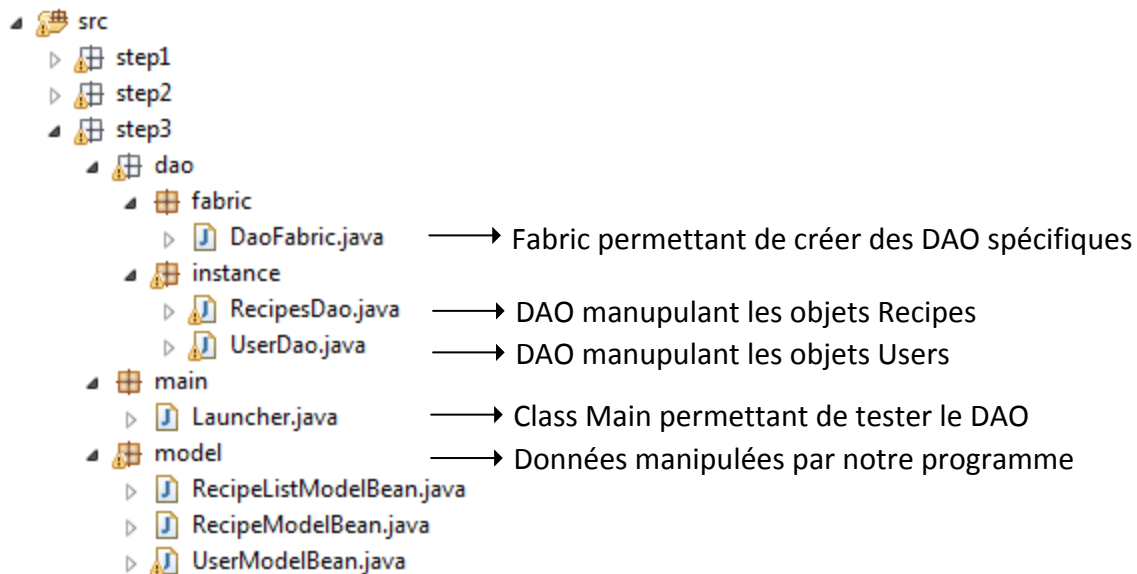 src
step1
step2
step3
dao
fabric
DaoFabric.java Fabric permettant de créer des DAO spécifiques
instance
RecipesDao.java DAO manupulant les objets Recipes
UserDao.java DAO manupulant les objets Users
main
Launcher.java Class Main permettant de tester le DAO
model Données manipulées par notre programme
RecipeListModelBean.java
RecipeModelBean.java
UserModelBean.java